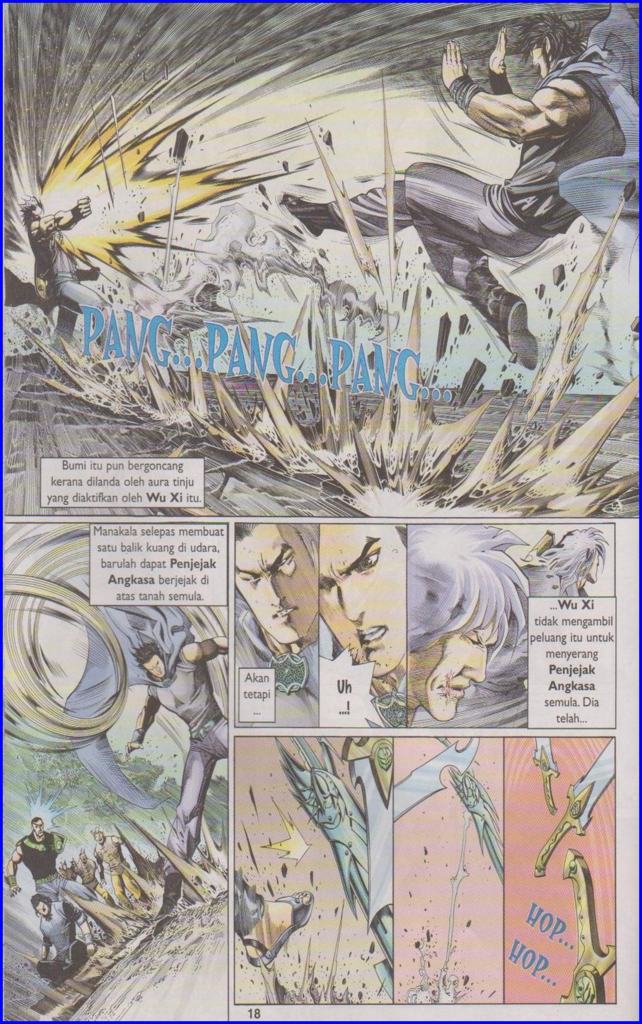 PANG...PANG...PANG...
Bumi itu pun bergoncang
kerana dilanda oleh aura tinju
yang diaktifkan oleh Wu Xi itu.
Manakala selepas membuat
satu balik kuang di udara,
barulah dapat Penjejak
Angkasa berjejak di
atas tanah semula.
Akan
tetapi
...
Uh
...!
...Wu Xi
tidak mengambil
peluang itu untuk
menyerang
Penjejak
Angkasa
semula. Dia
telah...
HOP...
HOP...
18